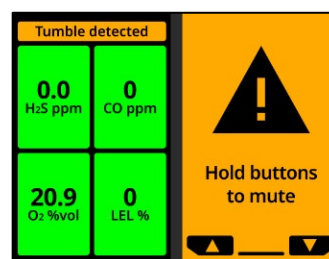 Tumble detected
0.0
H₂S ppm
0
CO ppm
20.9
O₂ %vol
0
LEL %
!
Hold buttons
to mute